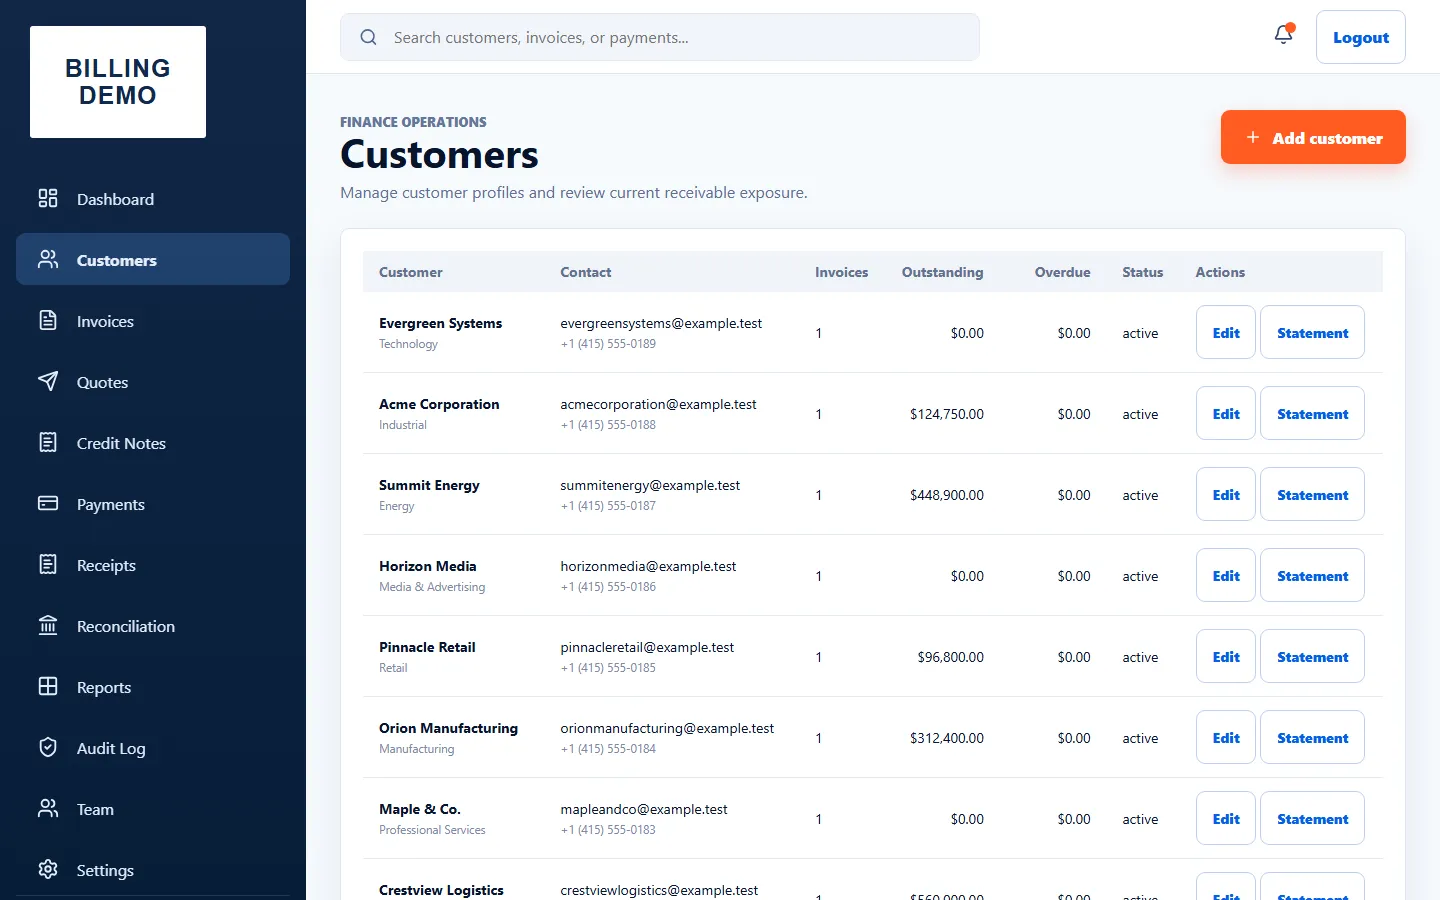 BILLING
DEMO
Dashboard
Customers
Invoices
Quotes
Credit Notes
Payments
Receipts
Reconciliation
Reports
Audit Log
Team
Settings
Search customers, invoices, or payments...
Logout
FINANCE OPERATIONS
Customers
Manage customer profiles and review current receivable exposure.
+ Add customer
Customer Contact Invoices Outstanding Overdue Status Actions
Evergreen Systems evergreensystems@example.test 1 $0.00 $0.00 active Edit Statement
Technology +1 (415) 555-0189
Acme Corporation acmecorporation@example.test 1 $124,750.00 $0.00 active Edit Statement
Industrial +1 (415) 555-0188
Summit Energy summitenergy@example.test 1 $448,900.00 $0.00 active Edit Statement
Energy +1 (415) 555-0187
Horizon Media horizonmedia@example.test 1 $0.00 $0.00 active Edit Statement
Media & Advertising +1 (415) 555-0186
Pinnacle Retail pinnacleretail@example.test 1 $96,800.00 $0.00 active Edit Statement
Retail +1 (415) 555-0185
Orion Manufacturing orionmanufacturing@example.test 1 $312,400.00 $0.00 active Edit Statement
Manufacturing +1 (415) 555-0184
Maple & Co. mapleandco@example.test 1 $0.00 $0.00 active Edit Statement
Professional Services +1 (415) 555-0183
Crestview Logistics crestviewlogistics@example.test